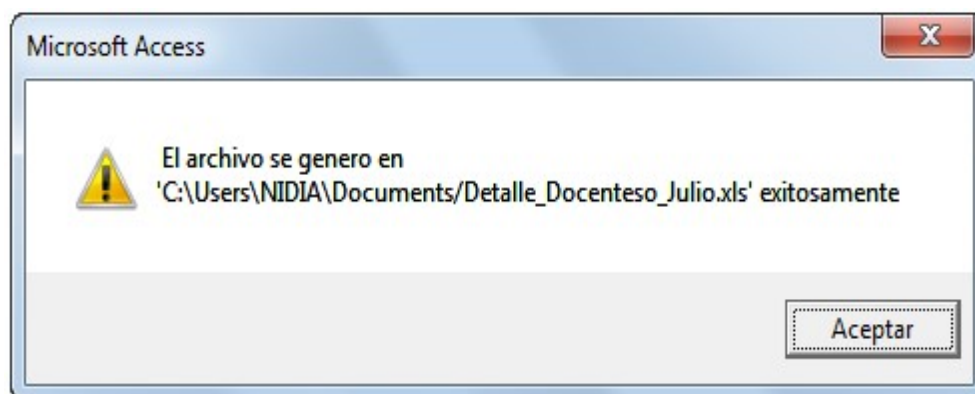 Microsoft Access
El archivo se genero en
'C:\Users\NIDIA\Documents/Detalle_Docenteso_Julio.xls' exitosamente
Aceptar